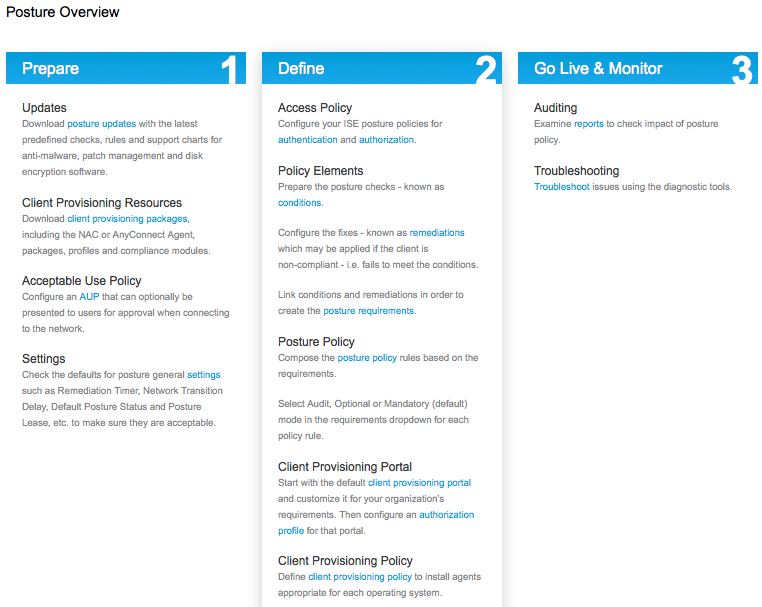 Posture Overview
Prepare 1
Updates
Download posture updates with the latest
predefined checks, rules and support charts for
anti-malware, patch management and disk
encryption software.
Client Provisioning Resources
Download client provisioning packages,
including the NAC or AnyConnect Agent,
packages, profiles and compliance modules.
Acceptable Use Policy
Configure an AUP that can optionally be
presented to users for approval when connecting
to the network.
Settings
Check the defaults for posture general settings
such as Remediation Timer, Network Transition
Delay, Default Posture Status and Posture
Lease, etc. to make sure they are acceptable.
Define 2
Access Policy
Configure your ISE posture policies for
authentication and authorization.
Policy Elements
Prepare the posture checks - known as
conditions.
Configure the fixes - known as remediations
which may be applied if the client is
non-compliant - i.e. fails to meet the conditions.
Link conditions and remediations in order to
create the posture requirements.
Posture Policy
Compose the posture policy rules based on the
requirements.
Select Audit, Optional or Mandatory (default)
mode in the requirements dropdown for each
policy rule.
Client Provisioning Portal
Start with the default client provisioning portal
and customize it for your organization's
requirements. Then configure an authorization
profile for that portal.
Client Provisioning Policy
Define client provisioning policy to install agents
appropriate for each operating system.
Go Live & Monitor 3
Auditing
Examine reports to check impact of posture
policy.
Troubleshooting
Troubleshoot issues using the diagnostic tools.